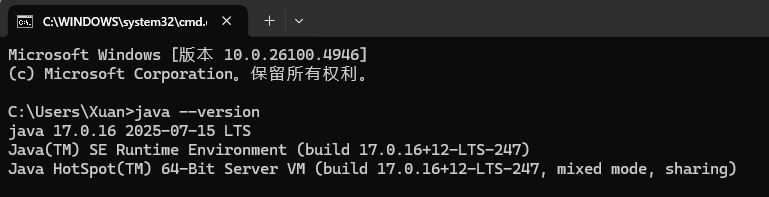 C:\WINDOWS\system32\cmd.
Microsoft Windows [版本 10.0.26100.4946]
(c) Microsoft Corporation。保留所有权利。
C:\Users\Xuan>java --version
java 17.0.16 2025-07-15 LTS
Java(TM) SE Runtime Environment (build 17.0.16+12-LTS-247)
Java HotSpot(TM) 64-Bit Server VM (build 17.0.16+12-LTS-247, mixed mode, sharing)